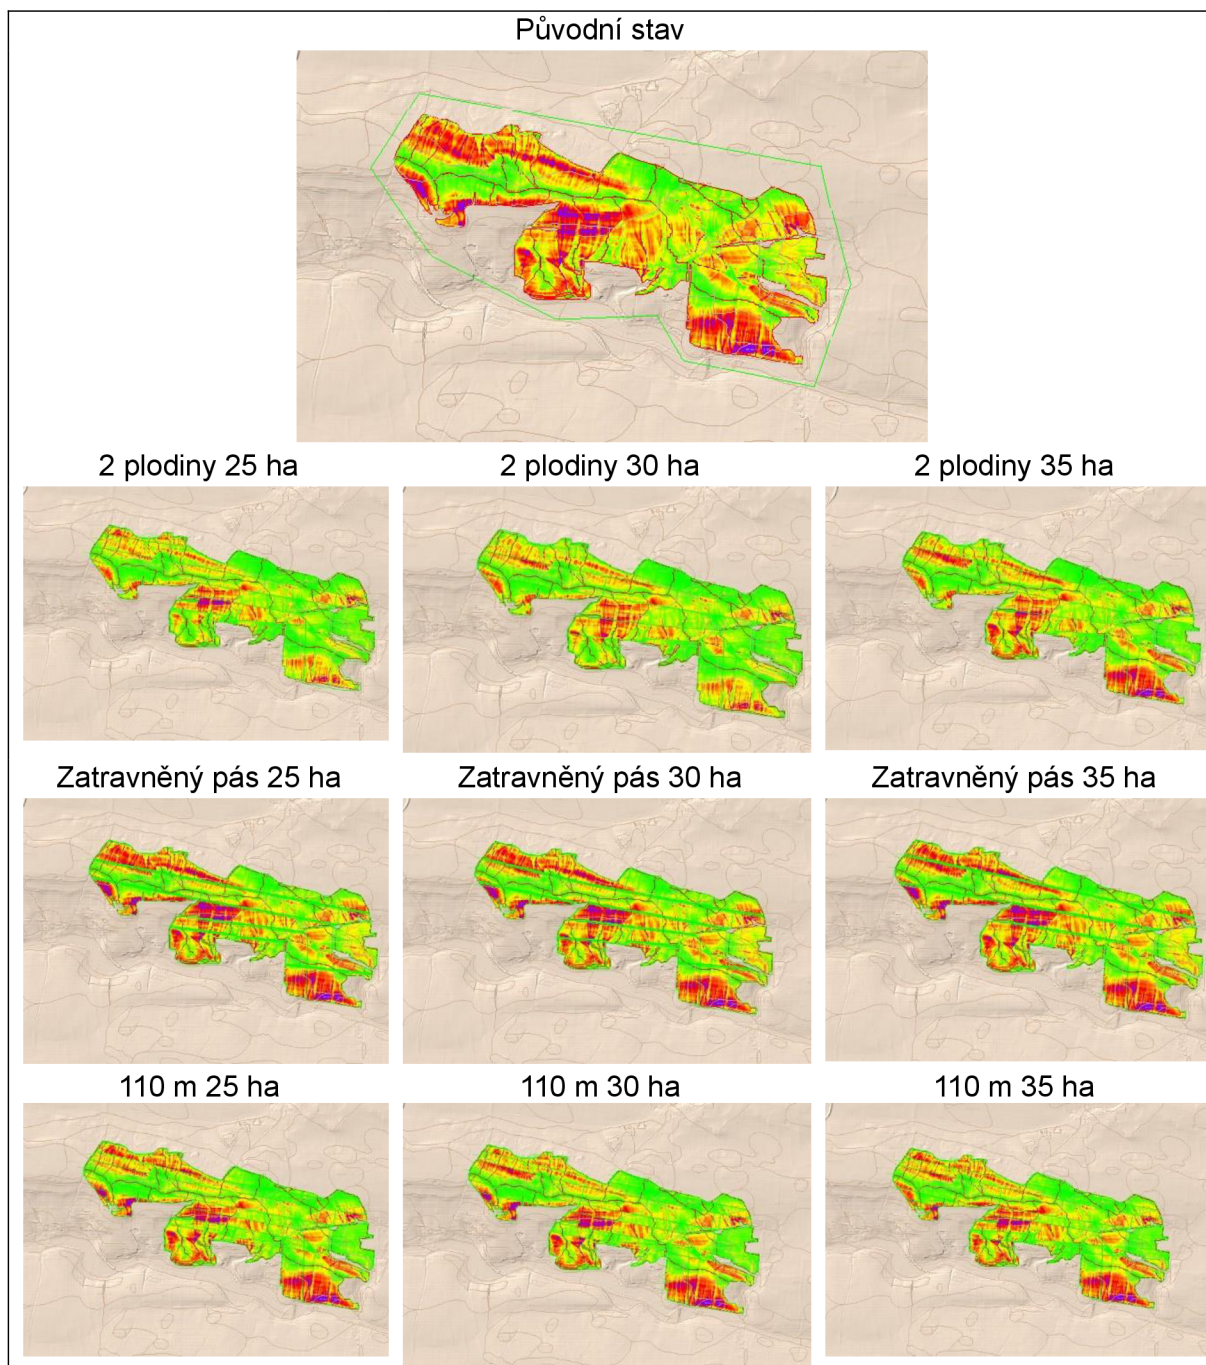 Původní stav
2 plodiny 25 ha
2 plodiny 30 ha
2 plodiny 35 ha
Zatravněný pás 25 ha
Zatravněný pás 30 ha
Zatravněný pás 35 ha
110 m 25 ha
110 m 30 ha
110 m 35 ha